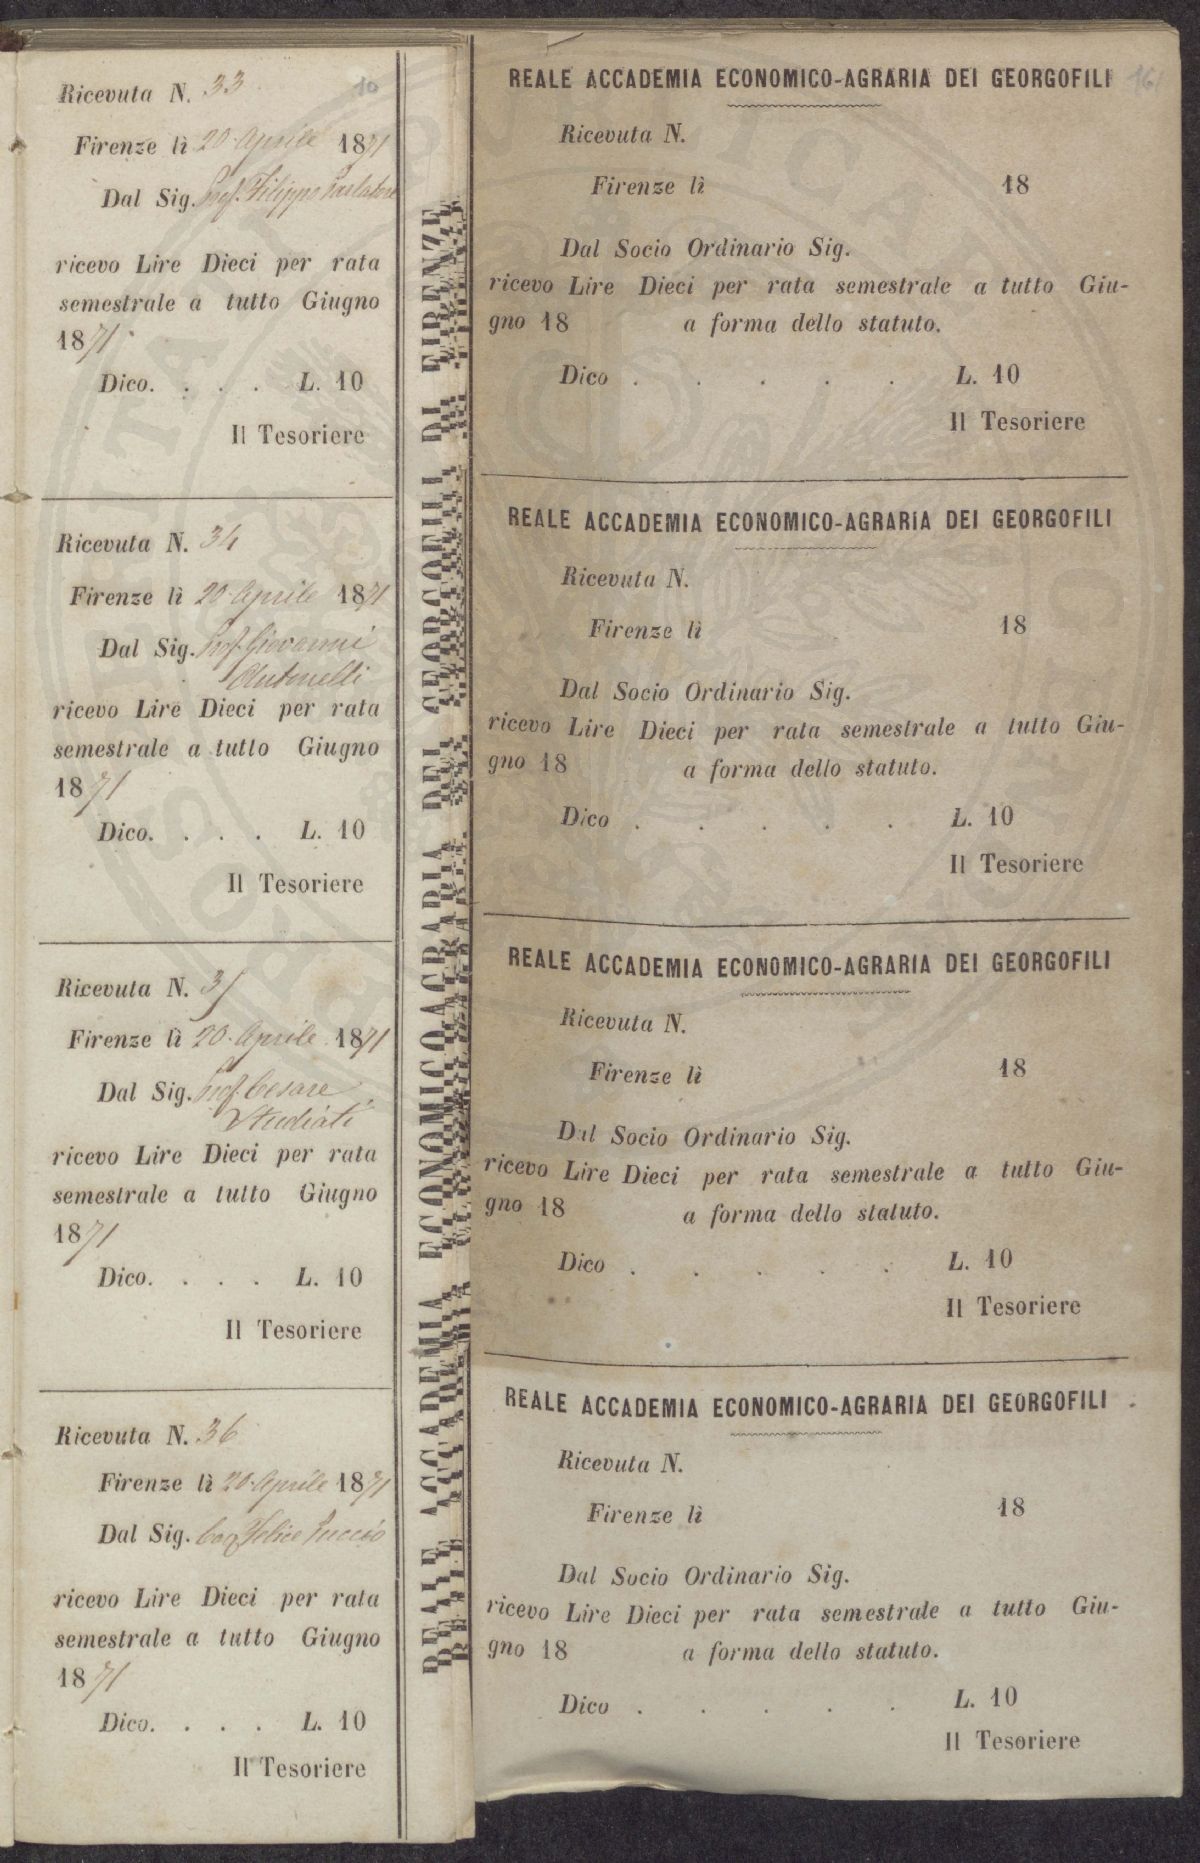 Ricevuta N. 33
10
Firenze lì 20. Aprile 1871
Dal Sig. Prof. Filippo Parlatore
ricevo Lire Dieci per rata
semestrale a tutto Giugno
1871
Dico. . . . L. 10
Il Tesoriere
Ricevuta N. 34
Firenze lì 20. Aprile 1871
Dal Sig. Prof. Giovanni
Antonelli
ricevo Lire Dieci per rata
semestrale a tutto Giugno
1871
Dico. . . . L. 10
Il Tesoriere
Ricevuta N. 35
Firenze lì 20. Aprile 1871
Dal Sig. Prof. Cesare
Studiati
ricevo Lire Dieci per rata
semestrale a tutto Giugno
1871
Dico. . . . L. 10
Il Tesoriere
Ricevuta N. 36
Firenze lì 20. Aprile 1871
Dal Sig. Felice
ricevo Lire Dieci per rata
semestrale a tutto Giugno
1871
Dico. . . . L. 10
Il Tesoriere
REALE ACCADEMIA ECONOMICOAGRARIA DEI GEORGOFILI DI FIRENZE
REALE ACCADEMIA ECONOMICO-AGRARIA DEI GEORGOFILI
Ricevuta N.
Firenze lì 18
Dal Socio Ordinario Sig.
ricevo Lire Dieci per rata semestrale a tutto Giu-
gno 18 a forma dello statuto.
Dico . . . . . L. 10
Il Tesoriere
REALE ACCADEMIA ECONOMICO-AGRARIA DEI GEORGOFILI
Ricevuta N.
Firenze lì 18
Dal Socio Ordinario Sig.
ricevo Lire Dieci per rata semestrale a tutto Giu-
gno 18 a forma dello statuto.
Dico . . . . . L. 10
Il Tesoriere
REALE ACCADEMIA ECONOMICO-AGRARIA DEI GEORGOFILI
Ricevuta N.
Firenze lì 18
Dal Socio Ordinario Sig.
ricevo Lire Dieci per rata semestrale a tutto Giu-
gno 18 a forma dello statuto.
Dico . . . . . L. 10
Il Tesoriere
REALE ACCADEMIA ECONOMICO-AGRARIA DEI GEORGOFILI
Ricevuta N.
Firenze lì 18
Dal Socio Ordinario Sig.
ricevo Lire Dieci per rata semestrale a tutto Giu-
gno 18 a forma dello statuto.
Dico . . . . . L. 10
Il Tesoriere